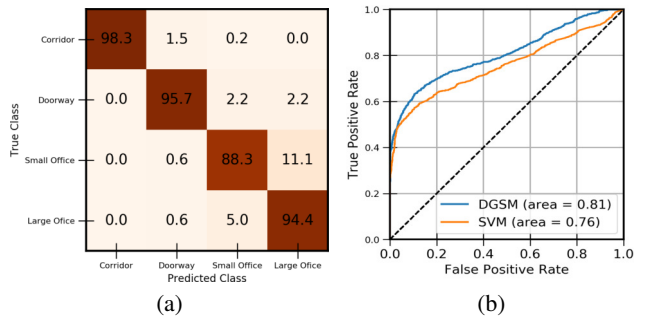 Corridor 98.3 1.5 0.2 0.0
Doorway 0.0 95.7 2.2 2.2
Small Office 0.0 0.6 88.3 11.1
Large Ofice 0.0 0.6 5.0 94.4
True Class
Corridor Doorway Small Office Large Ofice
Predicted Class
(a)
1.0
0.8
0.6
0.4
0.2
0.0
True Positive Rate
DGSM (area = 0.81)
SVM (area = 0.76)
0.0 0.2 0.4 0.6 0.8 1.0
False Positive Rate
(b)